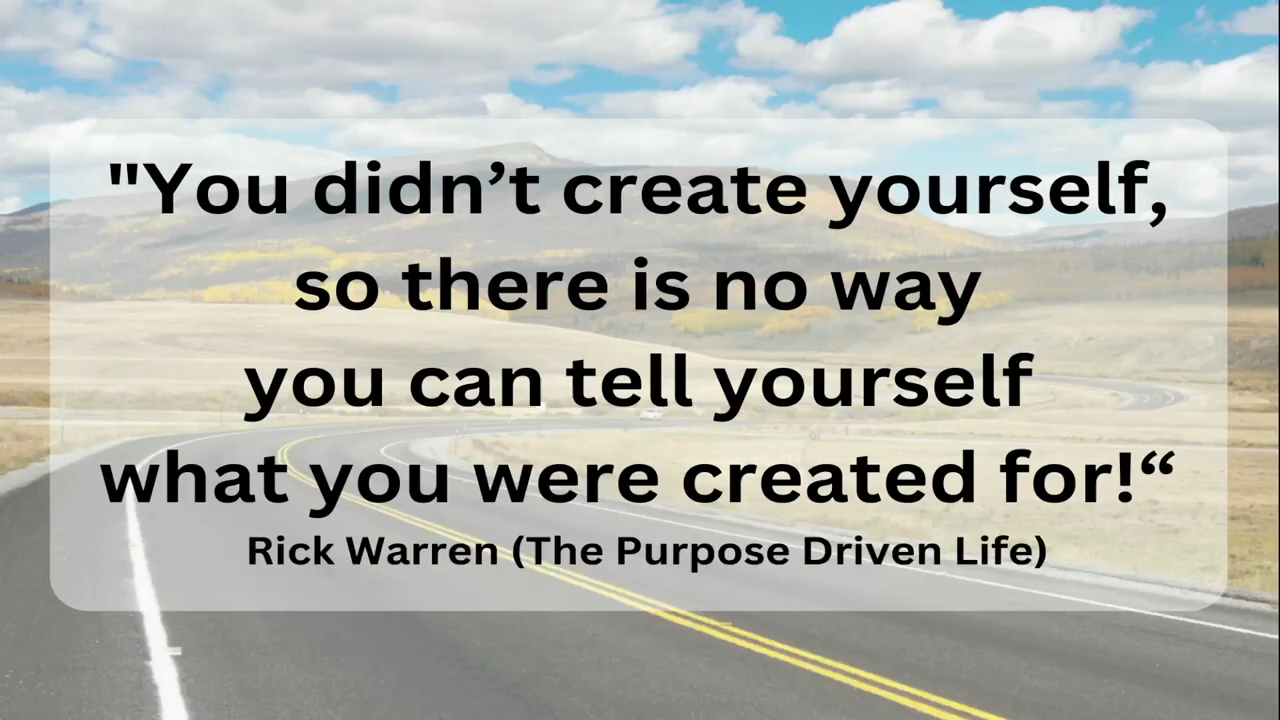 "You didn’t create yourself,
so there is no way
you can tell yourself
what you were created for!“
Rick Warren (The Purpose Driven Life)